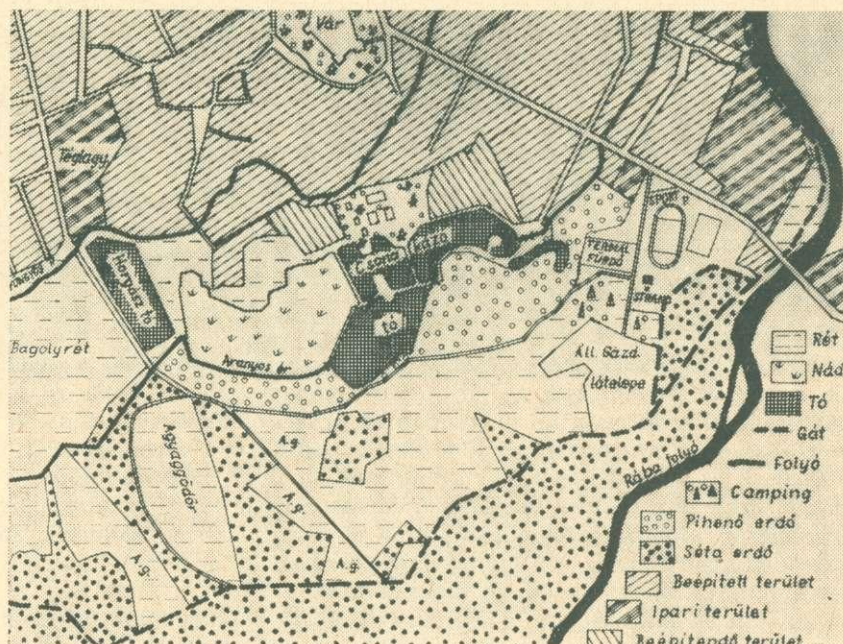 Vár
Téglagy.
SPORT P.
TERMÁL
FÜRDŐ
Csónakázó
tó
Horgász tó
STRAND
Bagolyrét
Aranyos ér
Áll. Gazd.
Agyaggödör
A.g.
A.g.
A.g.
A.g.
Rába folyó
Rét
Nád
Tó
Gát
Folyó
Camping
Pihenő erdő
Séta erdő
Beépített terület
Ipari terület
Beépítendő terület